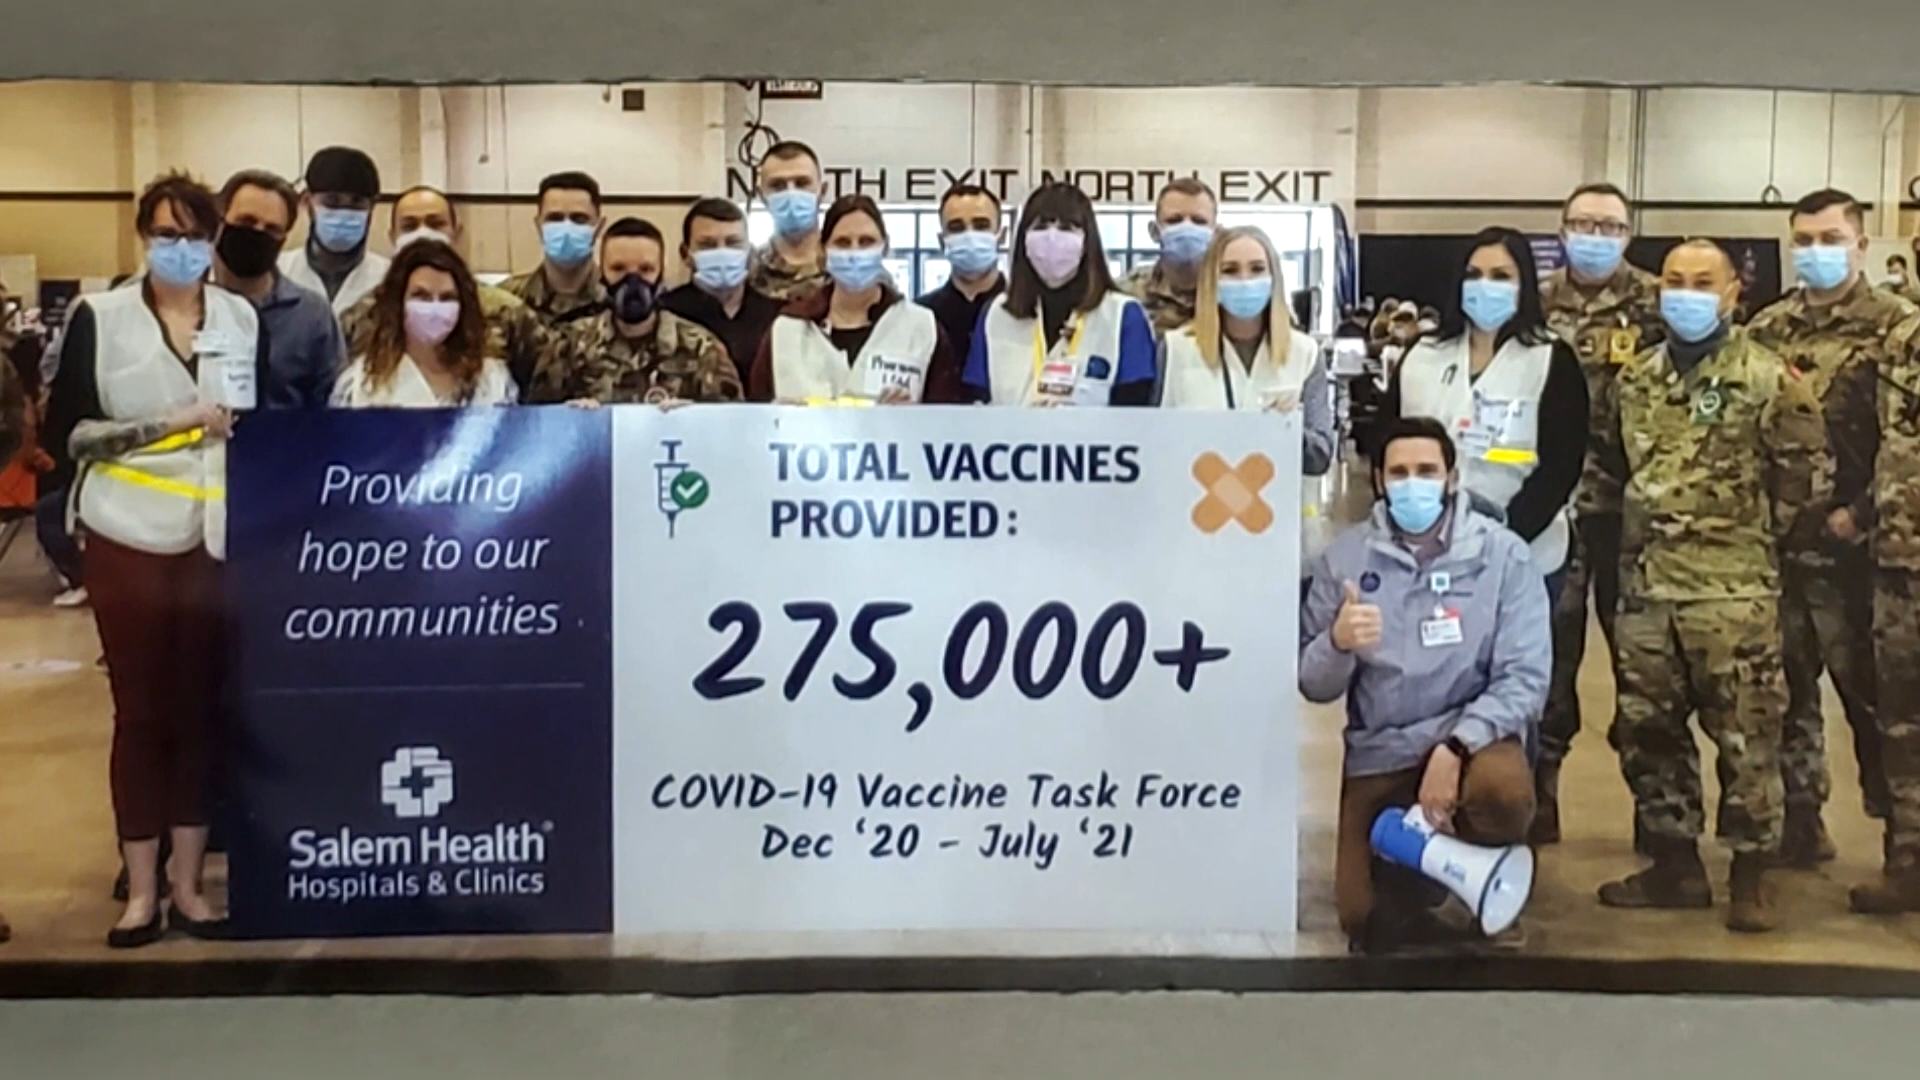 NORTH EXIT NORTH EXIT
Providing
hope to our
communities
Salem Health®
Hospitals & Clinics
TOTAL VACCINES
PROVIDED:
275,000+
COVID-19 Vaccine Task Force
Dec ‘20 - July ‘21